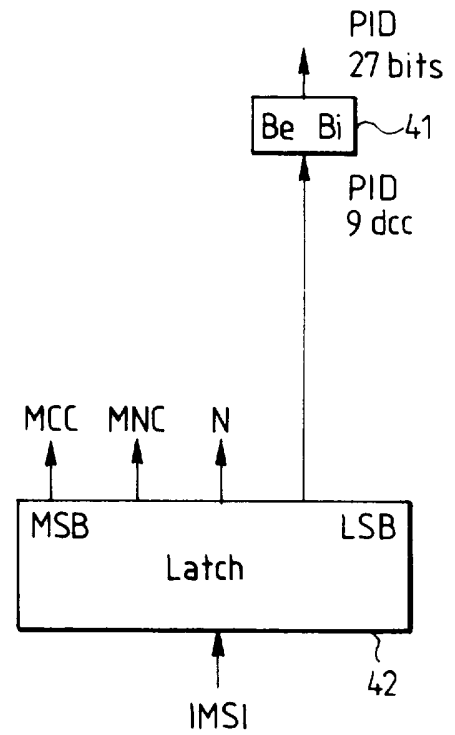 PID
27 bits
Be Bi
41
PID
9 dcc
MCC MNC N
MSB LSB
Latch
42
IMSI